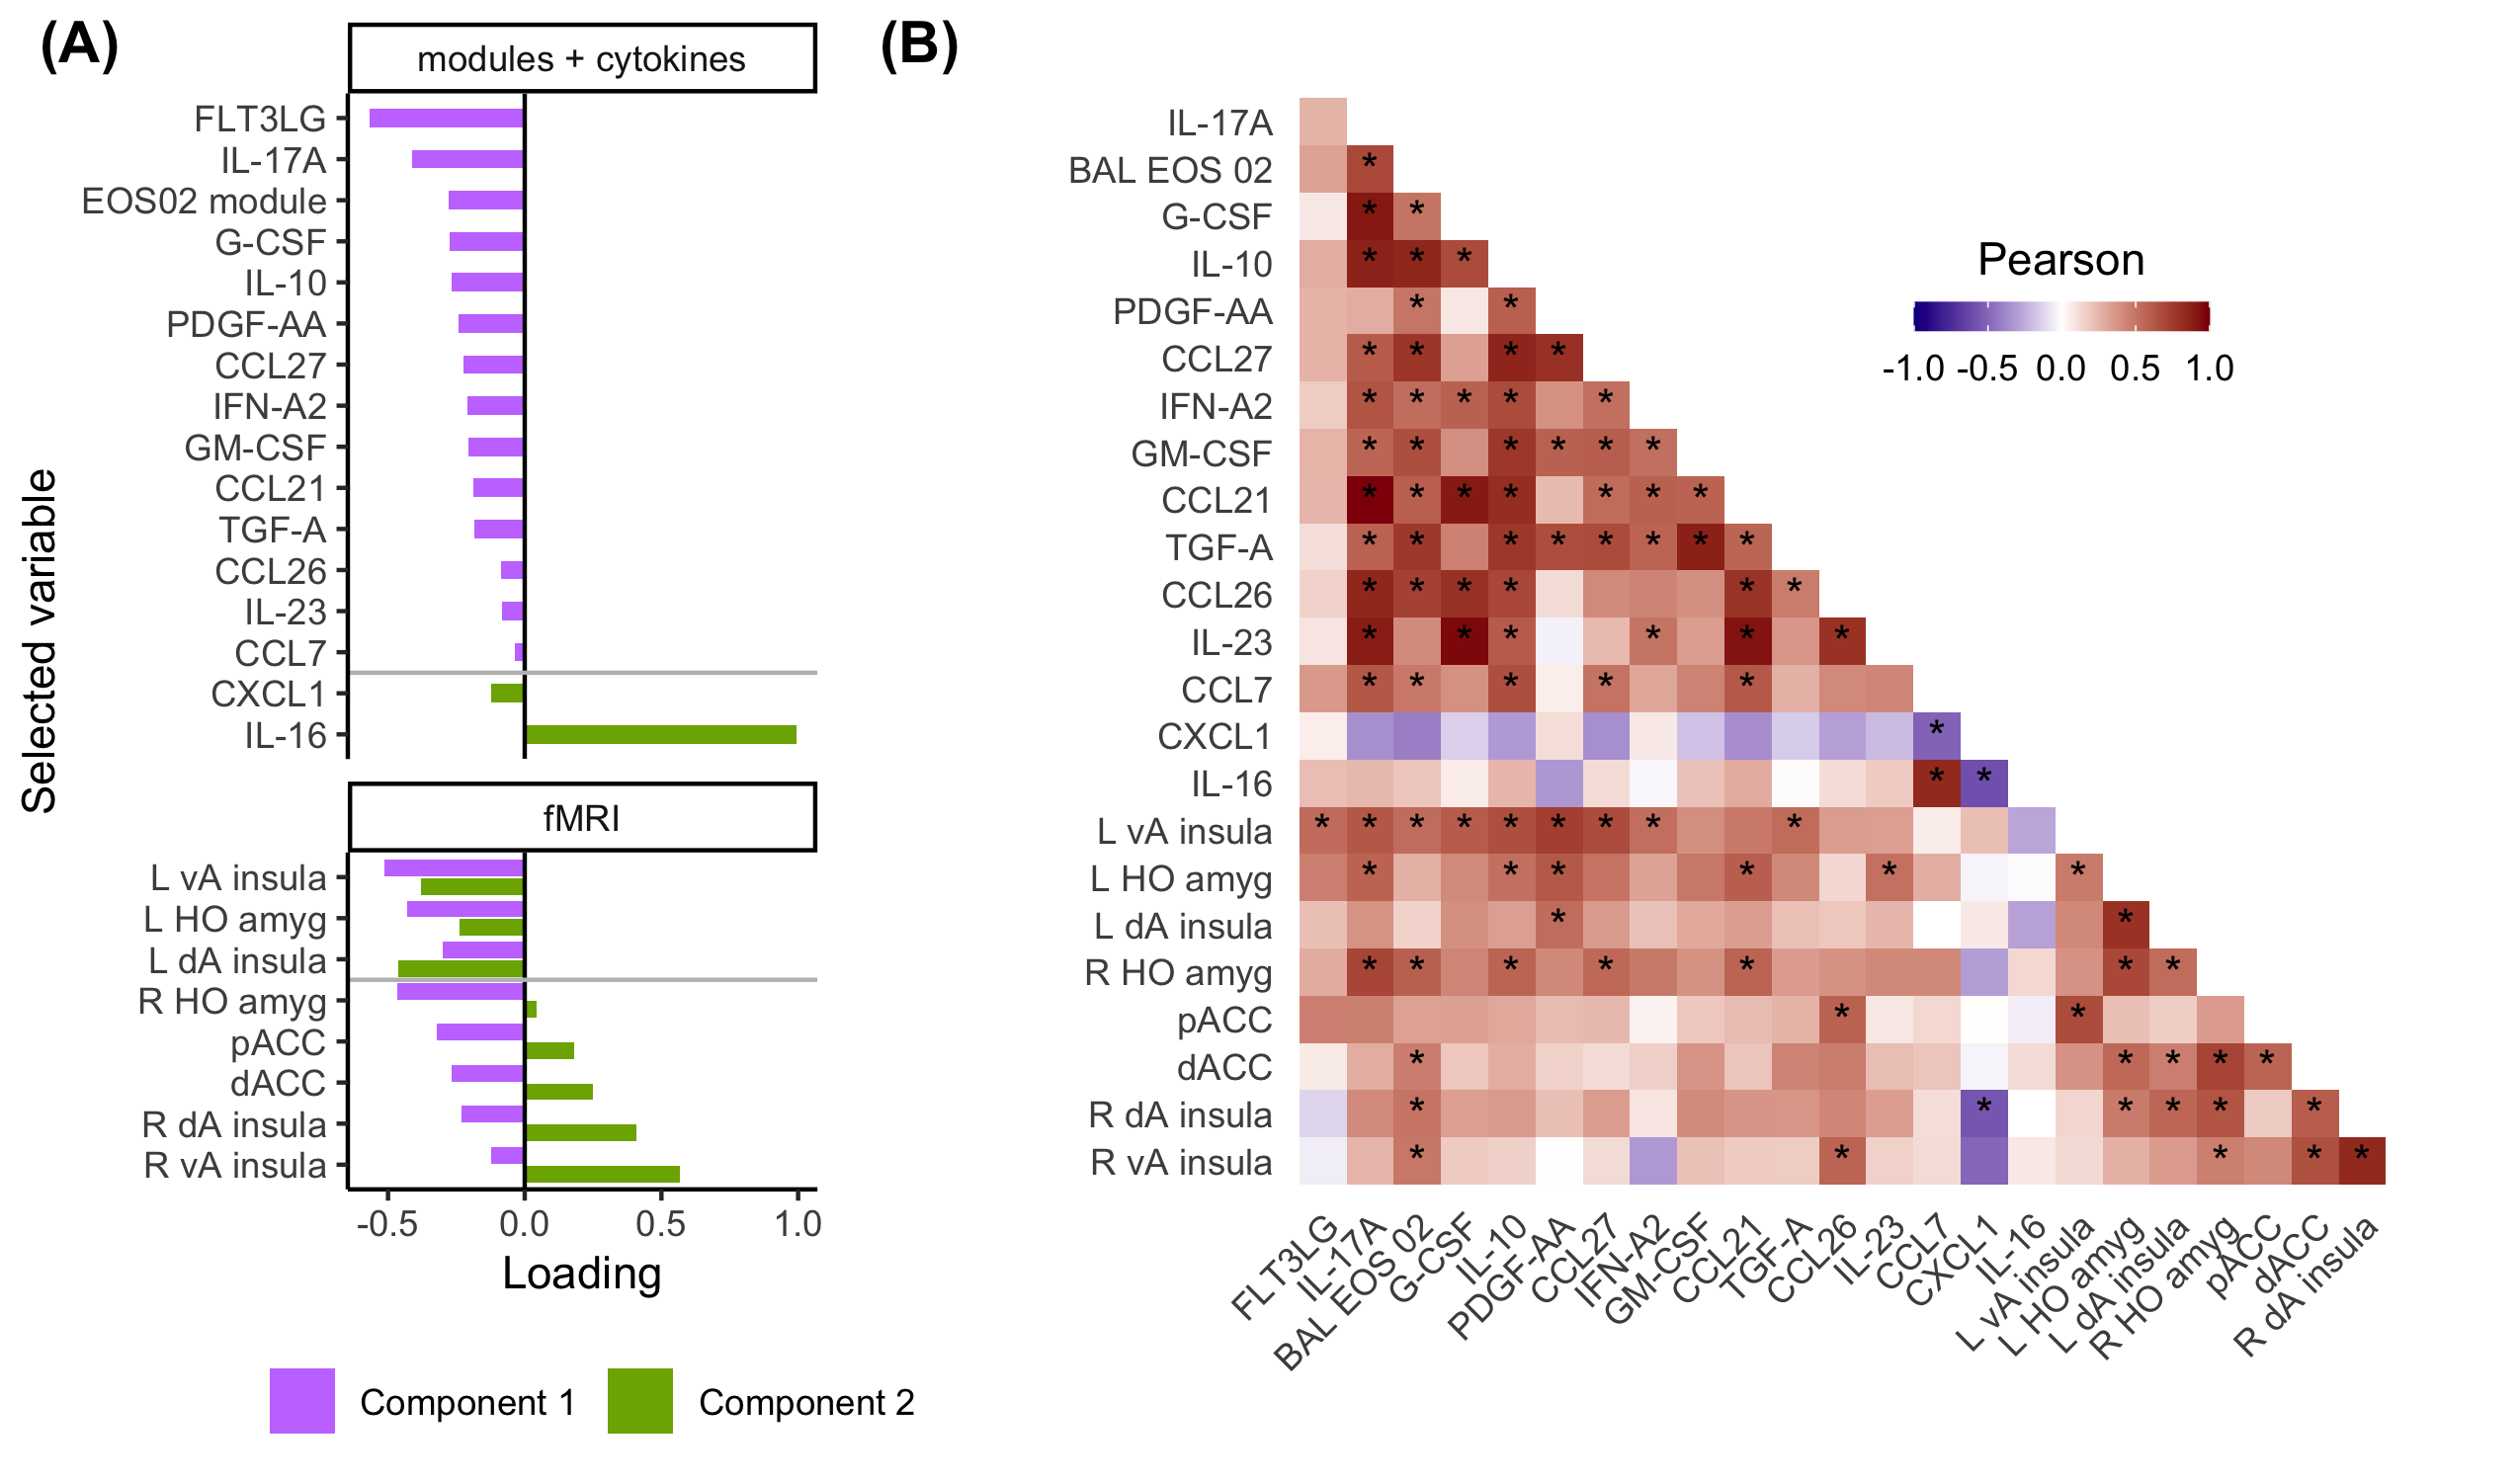 (A)
modules + cytokines
FLT3LG
IL-17A
EOS02 module
G-CSF
IL-10
PDGF-AA
CCL27
IFN-A2
GM-CSF
CCL21
TGF-A
CCL26
IL-23
CCL7
CXCL1
IL-16
Selected variable
fMRI
L vA insula
L HO amyg
L dA insula
R HO amyg
pACC
dACC
R dA insula
R vA insula
-0.5 0.0 0.5 1.0
Loading
Component 1 Component 2
(B)
IL-17A
BAL EOS 02 *
G-CSF * *
IL-10 * * *
PDGF-AA * *
CCL27 * * * *
IFN-A2 * * * * *
GM-CSF * * * * * *
CCL21 * * * * * * *
TGF-A * * * * * * * *
CCL26 * * * * * *
IL-23 * * * * * *
CCL7 * * * * *
CXCL1 *
IL-16 * *
L vA insula * * * * * * * * *
L HO amyg * * * * * *
L dA insula * *
R HO amyg * * * * * * *
pACC * *
dACC * * * * *
R dA insula * * * * * *
R vA insula * * * * *
FLT3LG
IL-17A
BAL EOS 02
G-CSF
IL-10
PDGF-AA
CCL27
IFN-A2
GM-CSF
CCL21
TGF-A
CCL26
IL-23
CCL7
CXCL1
IL-16
L vA insula
L HO amyg
L dA insula
R HO amyg
pACC
dACC
R dA insula
Pearson
-1.0 -0.5 0.0 0.5 1.0